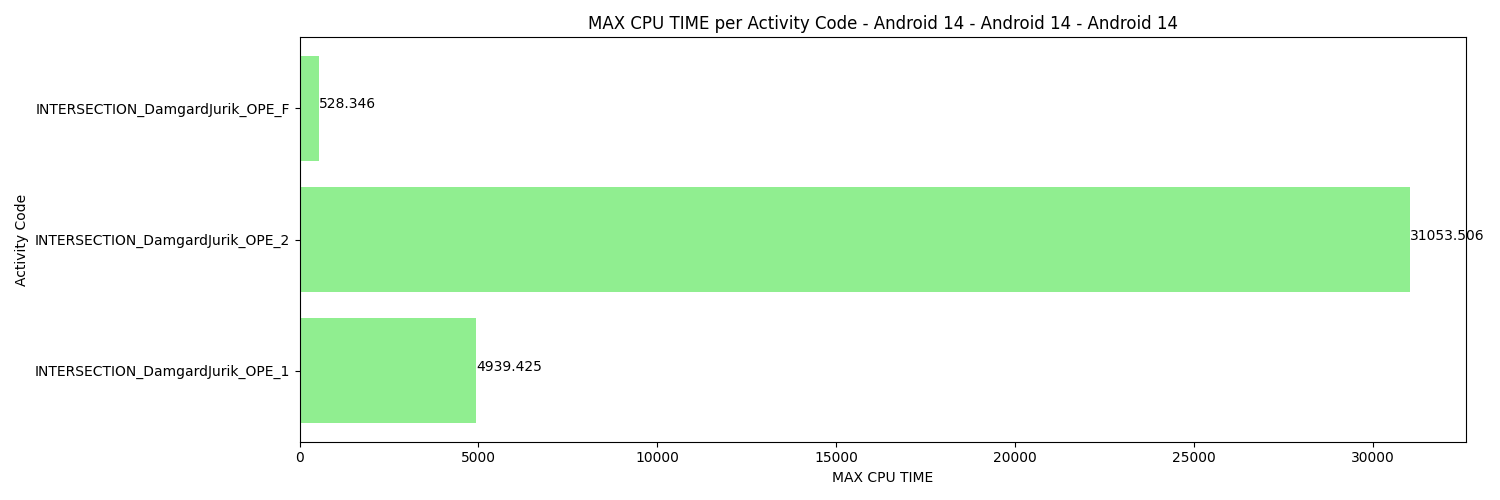 MAX CPU TIME per Activity Code - Android 14 - Android 14 - Android 14
INTERSECTION_DamgardJurik_OPE_F
528.346
Activity Code
INTERSECTION_DamgardJurik_OPE_2
31053.506
INTERSECTION_DamgardJurik_OPE_1
4939.425
0 5000 10000 15000 20000 25000 30000
MAX CPU TIME